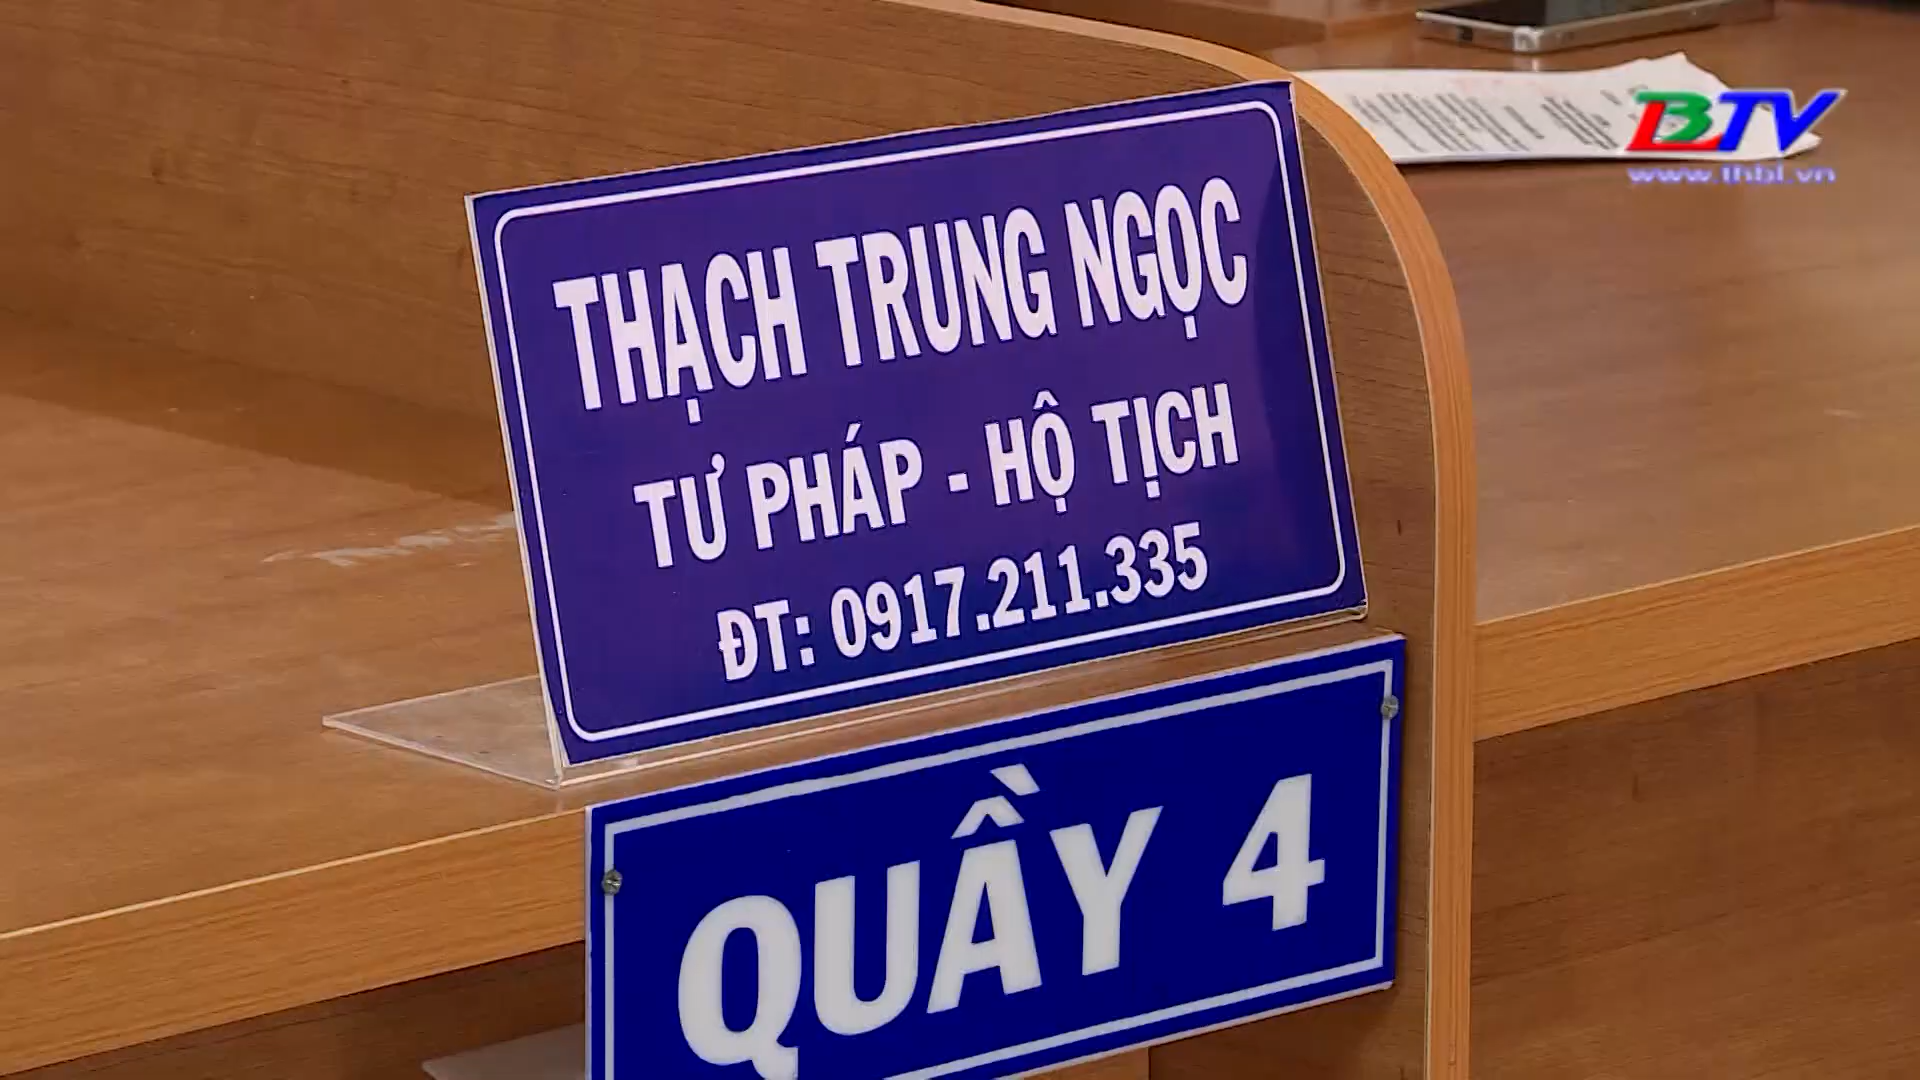 BTV
www.thbl.vn
THẠCH TRUNG NGỌC
TƯ PHÁP - HỘ TỊCH
ĐT: 0917.211.335
QUẦY 4